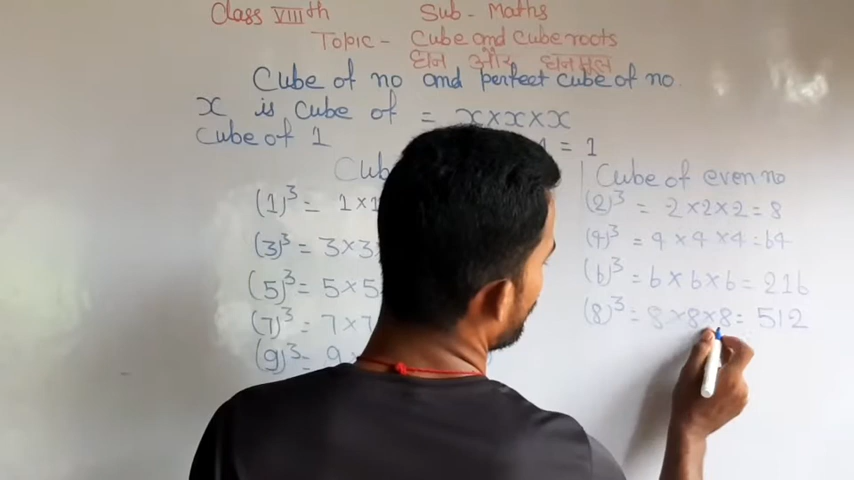 Class VIIIth Sub - Maths
Topic - Cube and Cube roots
घन और घनमूल
Cube of no and perfect cube of no.
x is cube of = x×x×x
Cube of 1 = 1
Cube of even no
(1)³ = 1×1
(3)³ = 3×3
(5)³ = 5×5
(7)³ = 7×7
(9)³ = 9×
(2)³ = 2×2×2 = 8
(4)³ = 4×4×4 = 64
(6)³ = 6×6×6 = 216
(8)³ = 8×8×8 = 512